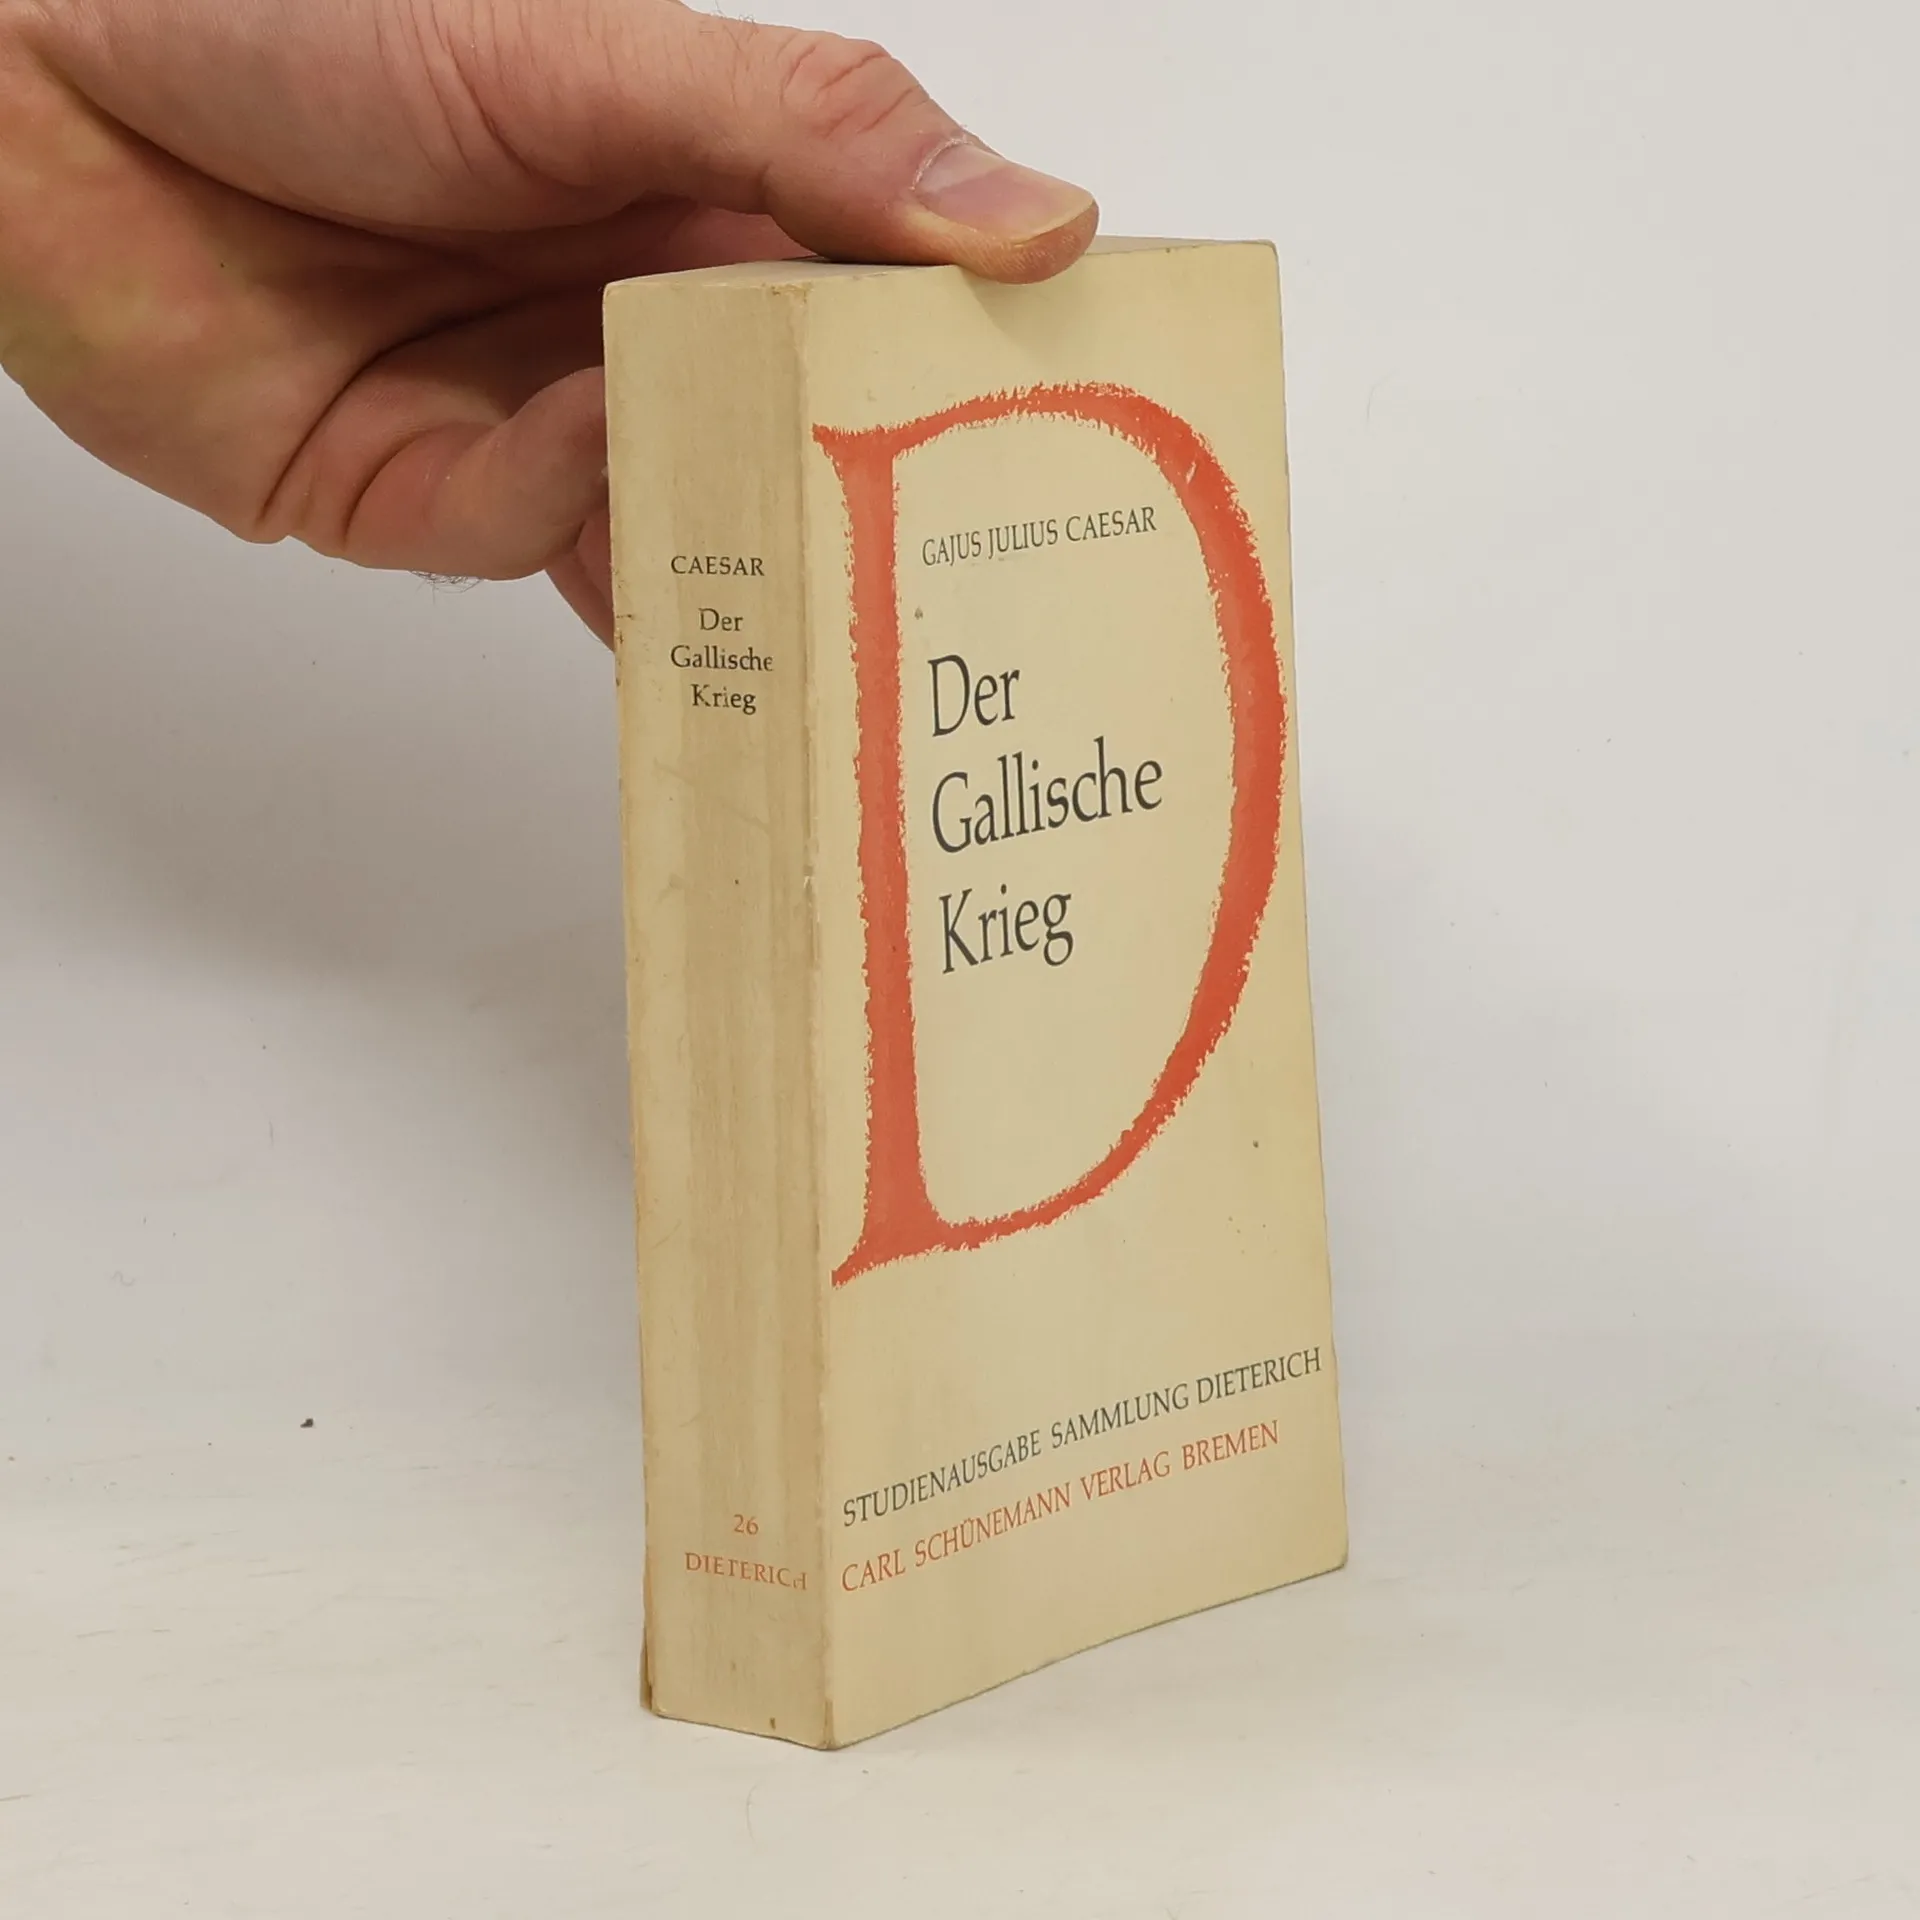 CAESAR
Der
Gallische
Krieg
26
DIETERICH
D
GAJUS JULIUS CAESAR
Der
Gallische
Krieg
STUDIENAUSGABE SAMMLUNG DIETERICH
CARL SCHÜNEMANN VERLAG BREMEN